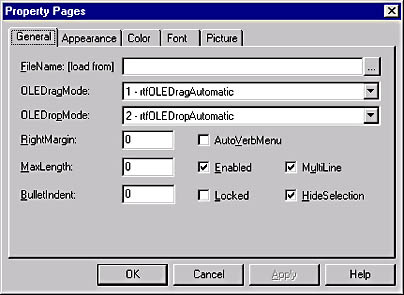 Property Pages
General Appearance Color Font Picture
FileName: [load from] ...
OLEDragMode: 1 - rtfOLEDragAutomatic
OLEDropMode: 2 - rtfOLEDropAutomatic
RightMargin: 0 AutoVerbMenu
MaxLength: 0 Enabled MultiLine
BulletIndent: 0 Locked HideSelection
OK Cancel Apply Help